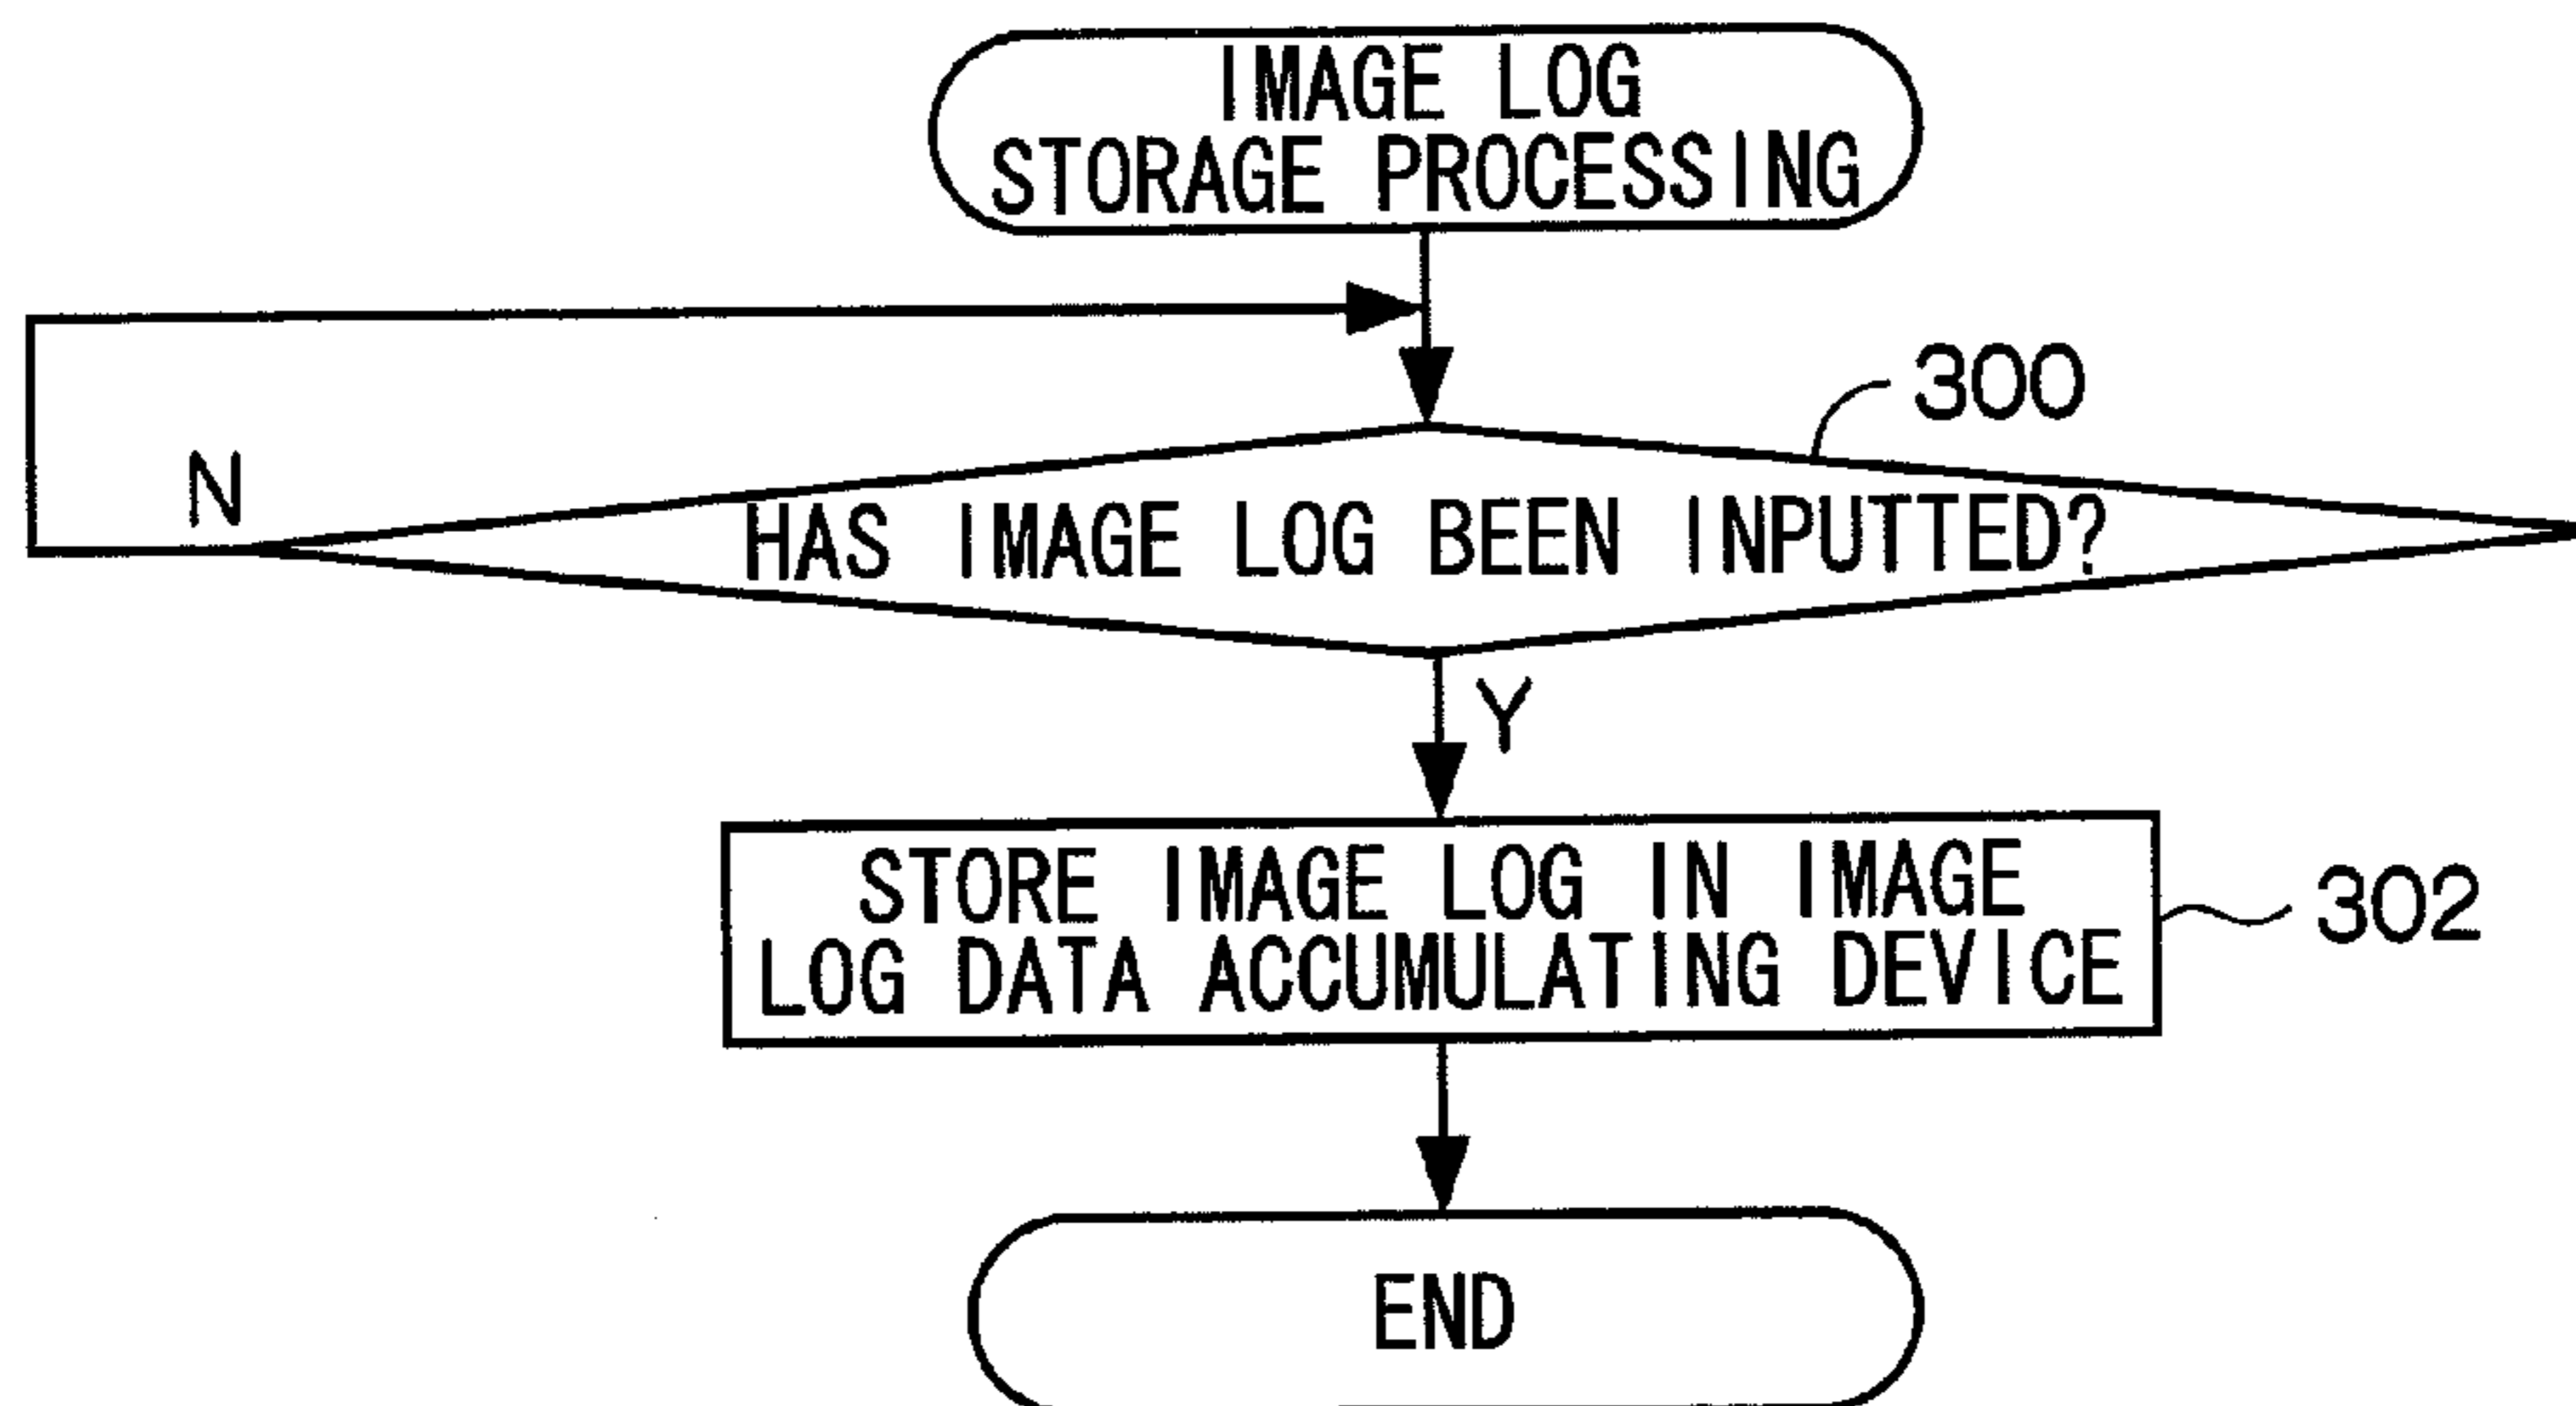 IMAGE LOG
STORAGE PROCESSING
300
N
HAS IMAGE LOG BEEN INPUTTED?
Y
STORE IMAGE LOG IN IMAGE
LOG DATA ACCUMULATING DEVICE
302
END